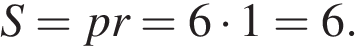 S = pr = 6 · 1 = 6.